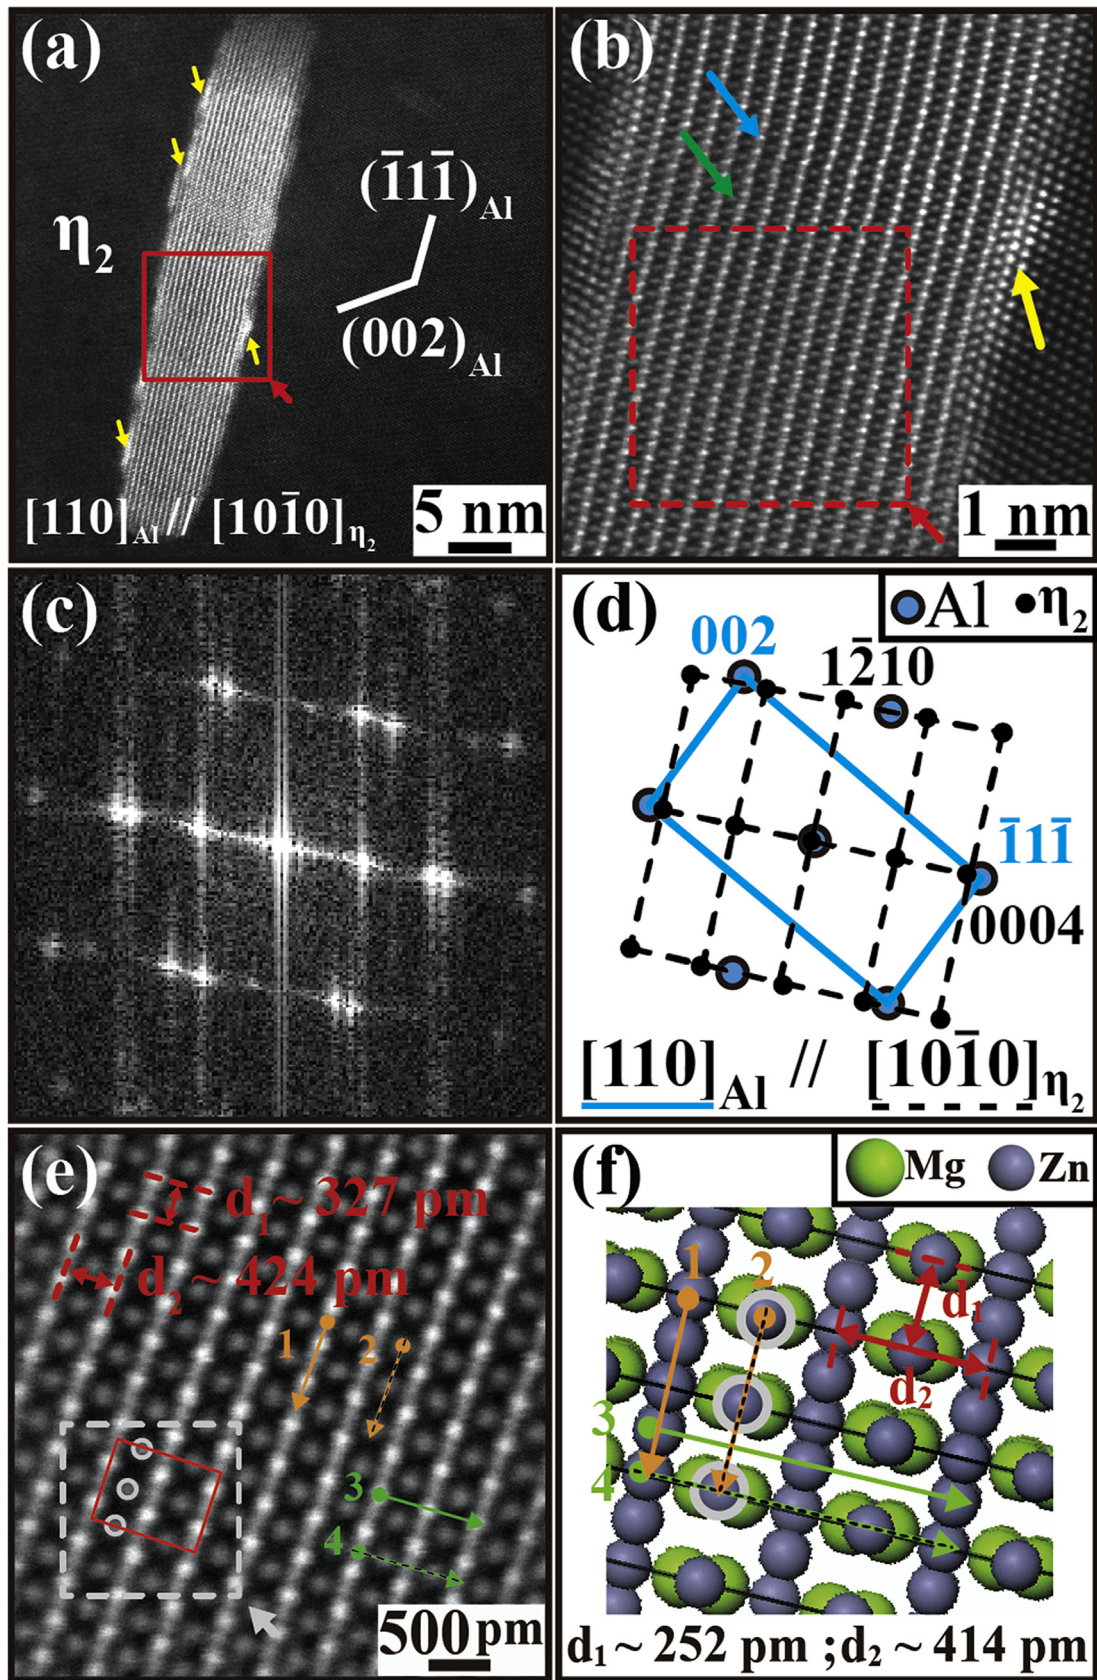 (a)
η₂
(1̄11̄)Al
(002)Al
[110]Al // [101̄0]η₂
5 nm
(b)
1 nm
(c)
(d)
Al η₂
002
12̄10
1̄11̄
0004
[110]Al // [101̄0]η₂
(e)
d₁~ 327 pm
d₂ ~ 424 pm
1
2
3
4
500 pm
(f)
Mg Zn
1
2
d₁
d₂
3
4
d₁ ~ 252 pm ;d₂ ~ 414 pm